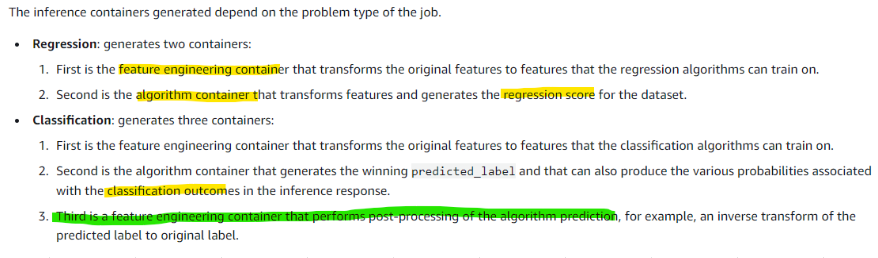 The inference containers generated depend on the problem type of the job.
• Regression: generates two containers:
1. First is the feature engineering container that transforms the original features to features that the regression algorithms can train on.
2. Second is the algorithm container that transforms features and generates the regression score for the dataset.
• Classification: generates three containers:
1. First is the feature engineering container that transforms the original features to features that the classification algorithms can train on.
2. Second is the algorithm container that generates the winning predicted_label and that can also produce the various probabilities associated
with the classification outcomes in the inference response.
3. Third is a feature engineering container that performs post-processing of the algorithm prediction, for example, an inverse transform of the
predicted label to original label.